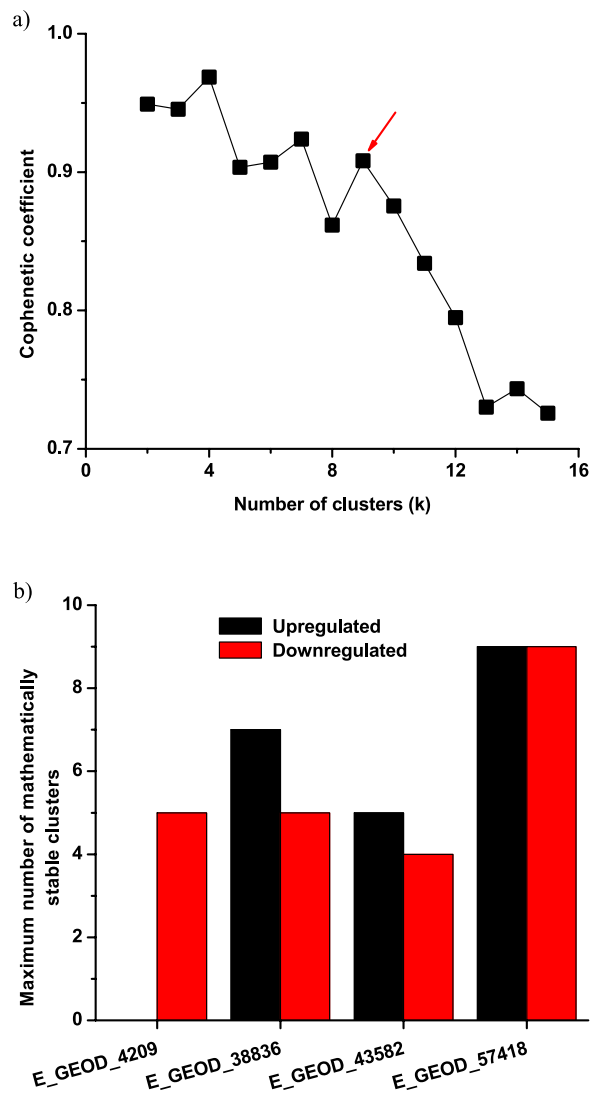 a)
1.0
0.9
0.8
0.7
Cophenetic coefficient
0
4
8
12
16
Number of clusters (k)
b)
10
8
6
4
2
0
Maximum number of mathematically
stable clusters
Upregulated
Downregulated
E_GEOD_4209
E_GEOD_38836
E_GEOD_43582
E_GEOD_57418